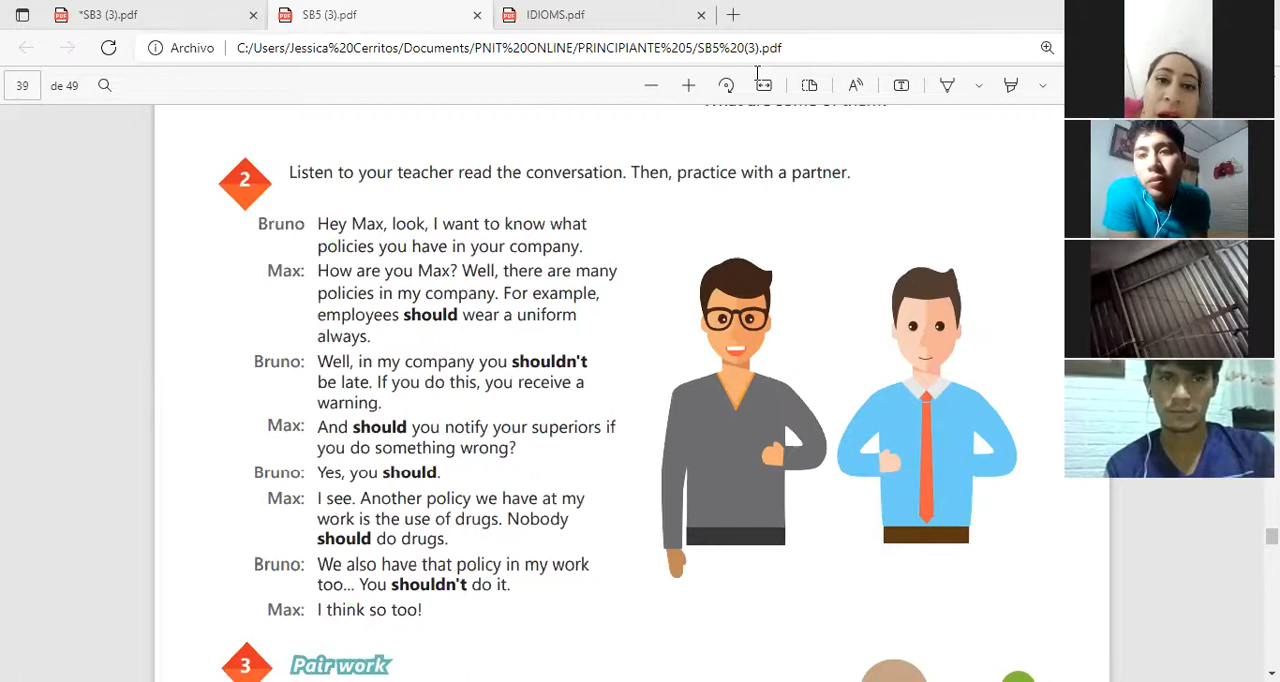 *SB3 (3).pdf
SB5 (3).pdf
IDIOMS.pdf
Archivo
C:/Users/Jessica%20Cerritos/Documents/PNIT%20ONLINE/PRINCIPIANTE%205/SB5%20(3).pdf
39 de 49
What are some of them?
2 Listen to your teacher read the conversation. Then, practice with a partner.
Bruno Hey Max, look, I want to know what
policies you have in your company.
Max: How are you Max? Well, there are many
policies in my company. For example,
employees should wear a uniform
always.
Bruno: Well, in my company you shouldn't
be late. If you do this, you receive a
warning.
Max: And should you notify your superiors if
you do something wrong?
Bruno: Yes, you should.
Max: I see. Another policy we have at my
work is the use of drugs. Nobody
should do drugs.
Bruno: We also have that policy in my work
too... You shouldn't do it.
Max: I think so too!
3 Pair work